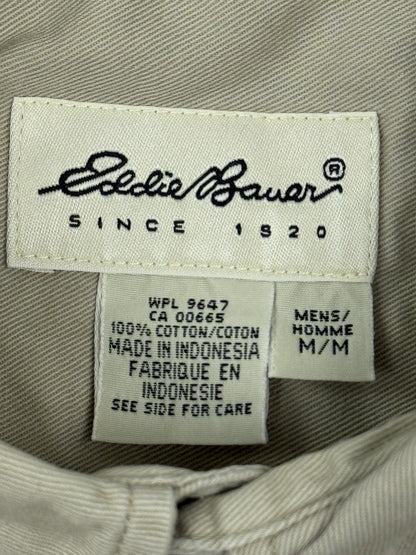 Eddie Bauer®
SINCE 1920
WPL 9647
CA 00665
100% COTTON/COTON
MADE IN INDONESIA
FABRIQUE EN
INDONESIE
SEE SIDE FOR CARE
MENS/
HOMME
M/M